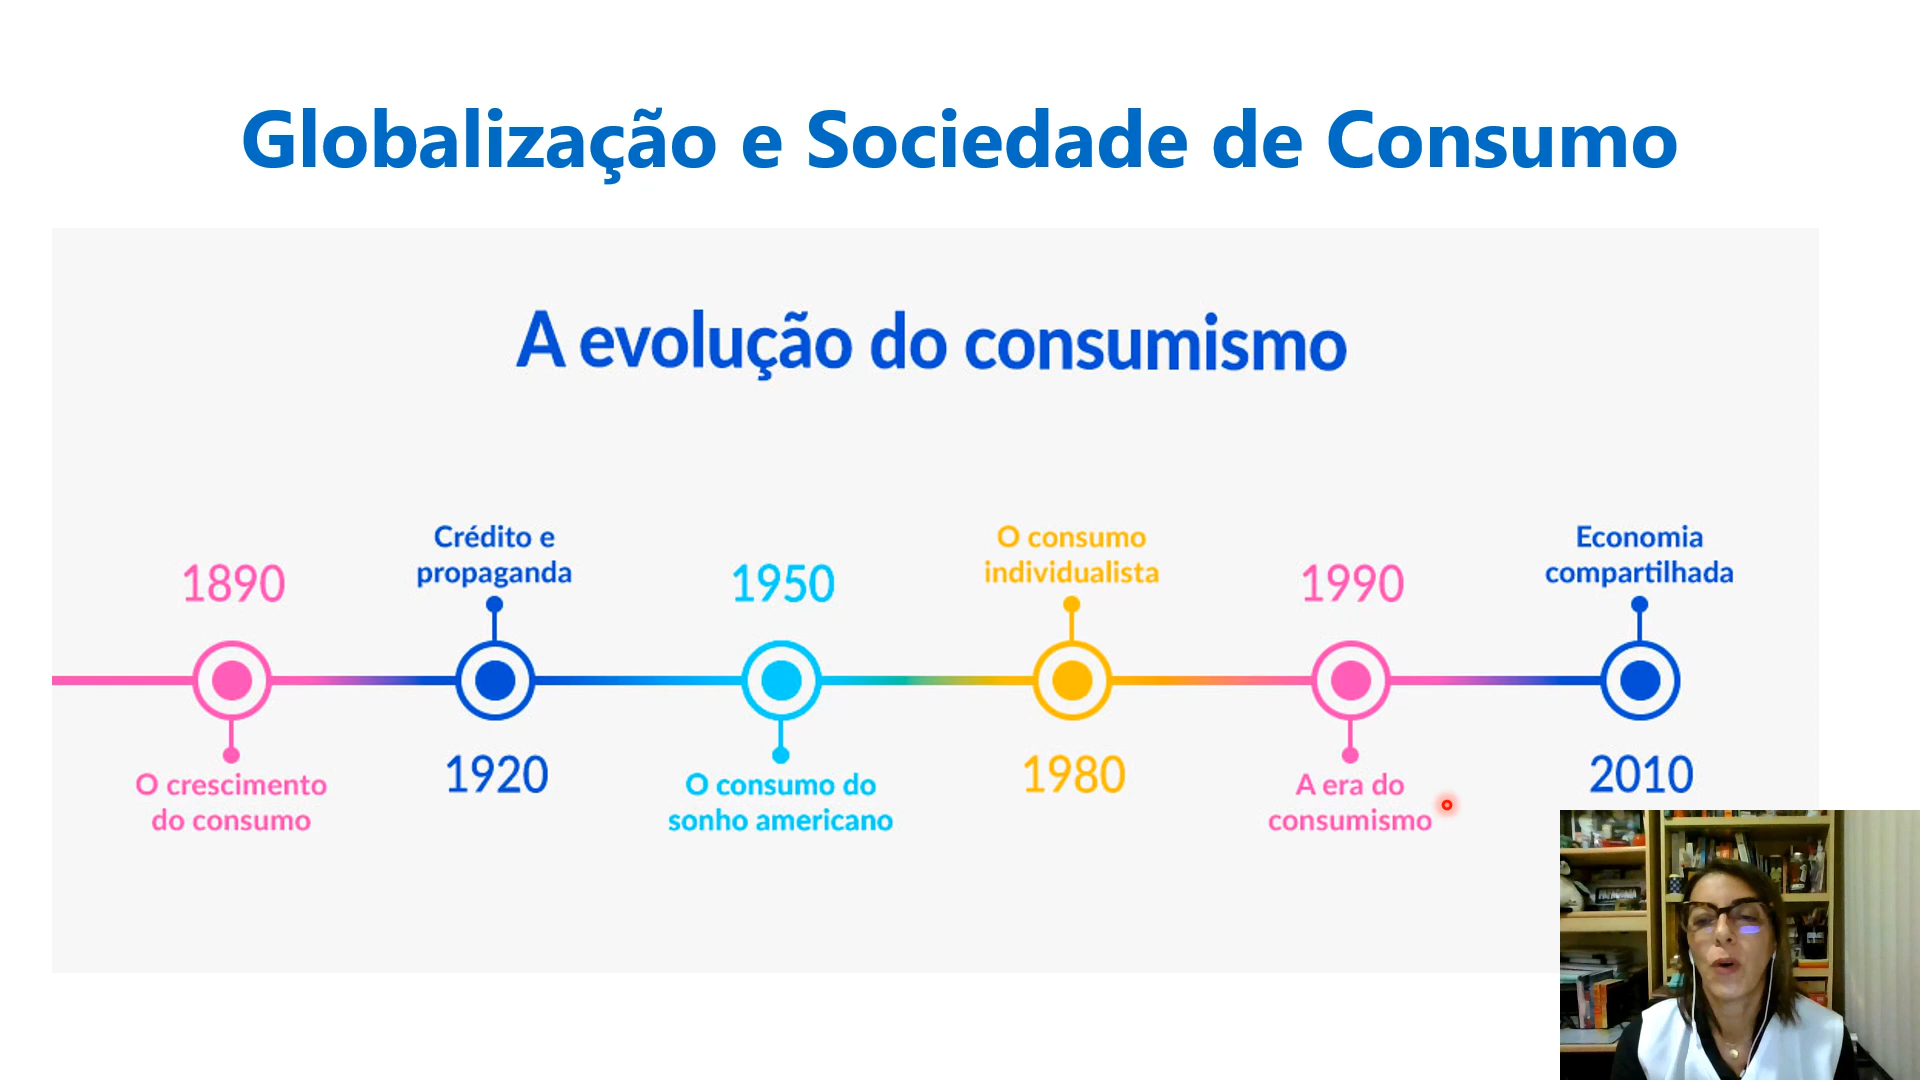 Globalização e Sociedade de Consumo
A evolução do consumismo
1890
O crescimento
do consumo
Crédito e
propaganda
1920
1950
O consumo do
sonho americano
O consumo
individualista
1980
1990
A era do
consumismo
Economia
compartilhada
2010